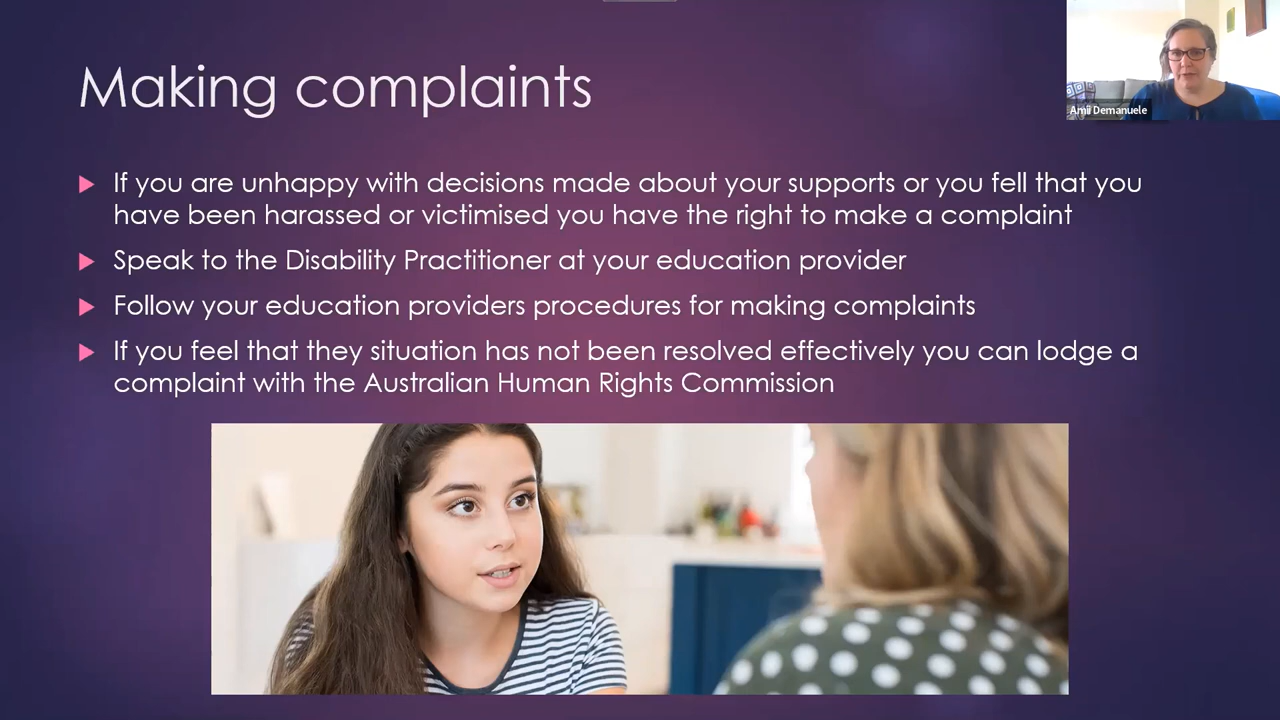 Making complaints
Amii Demanuele
If you are unhappy with decisions made about your supports or you fell that you
have been harassed or victimised you have the right to make a complaint
Speak to the Disability Practitioner at your education provider
Follow your education providers procedures for making complaints
If you feel that they situation has not been resolved effectively you can lodge a
complaint with the Australian Human Rights Commission